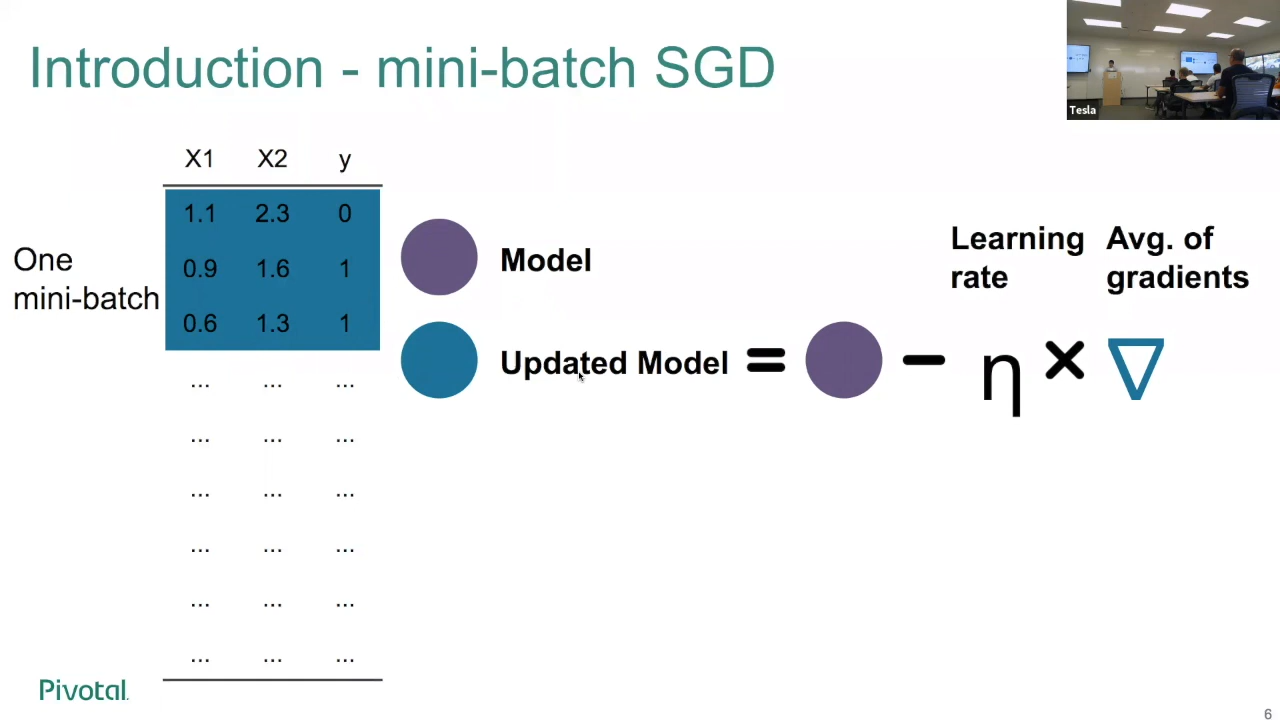 Introduction - mini-batch SGD
Tesla
X1 X2 y
1.1 2.3 0
0.9 1.6 1
0.6 1.3 1
... ... ...
... ... ...
... ... ...
... ... ...
... ... ...
... ... ...
One
mini-batch
Model
Updated Model = − η ×  ∇
Learning
rate
Avg. of
gradients
Pivotal.
6